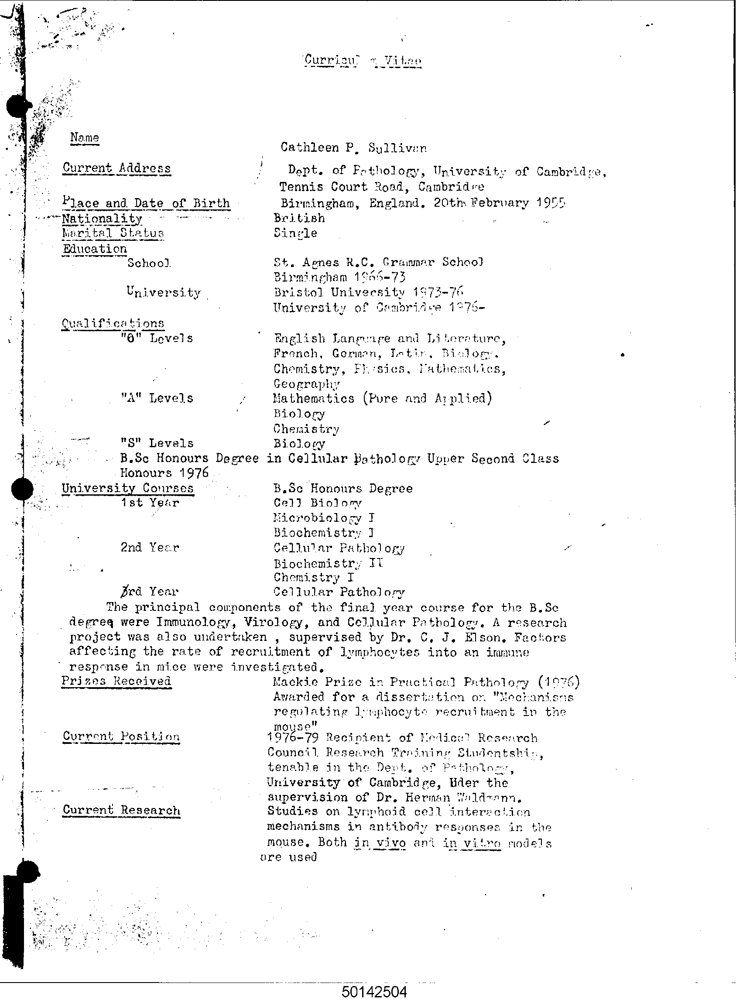 Curricul m Vitae
Name
Cathleen P. Sullivan
Current Address
Dept. of Pathology, University of Cambridge,
Tennis Court Road, Cambridge
Place and Date of Birth Birmingham, England. 20th February 1955
Nationality British
Marital Status Single
Education
School St. Agnes R.C. Grammar School
Birmingham 1966-73
University Bristol University 1973-76
University of Cambridge 1976-
Qualifications
"O" Levels English Language and Literature,
French, German, Latin, Biology,
Chemistry, Physics, Mathematics,
Geography
"A" Levels Mathematics (Pure and Applied)
Biology
Chemistry
"S" Levels Biology
B.Sc Honours Degree in Cellular Pathology Upper Second Class
Honours 1976
University Courses B.Sc Honours Degree
1st Year Cell Biology
Microbiology I
Biochemistry I
2nd Year Cellular Pathology
Biochemistry II
Chemistry I
3rd Year Cellular Pathology
The principal components of the final year course for the B.Sc
degree were Immunology, Virology, and Cellular Pathology. A research
project was also undertaken , supervised by Dr. C. J. Elson. Factors
affecting the rate of recruitment of lymphocytes into an immune
response in mice were investigated.
Prizes Received Mackie Prize in Practical Pathology (1976)
Awarded for a dissertation on "Mechanisms
regulating lymphocyte recruitment in the
mouse"
Current Position 1976-79 Recipient of Medical Research
Council Research Training Studentship,
tenable in the Dept. of Pathology,
University of Cambridge, Uder the
supervision of Dr. Herman Waldmann.
Current Research Studies on lymphoid cell interaction
mechanisms in antibody responses in the
mouse. Both in vivo and in vitro models
are used
50142504